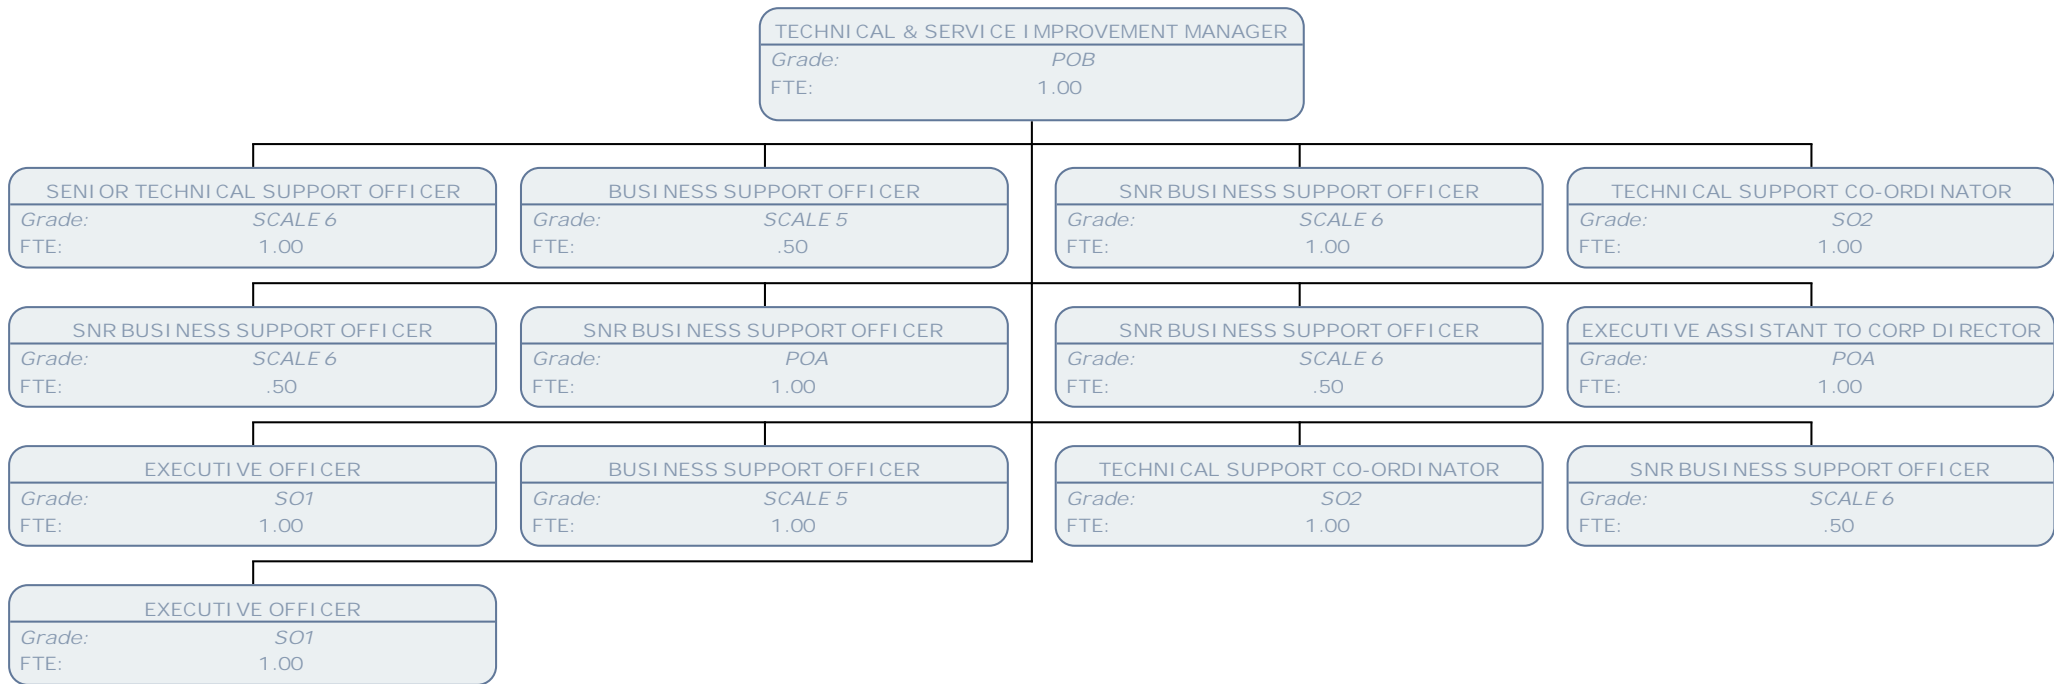 TECHNICAL & SERVICE IMPROVEMENT MANAGER
Grade: POB
FTE: 1.00
SENIOR TECHNICAL SUPPORT OFFICER
Grade: SCALE 6
FTE: 1.00
BUSINESS SUPPORT OFFICER
Grade: SCALE 5
FTE: .50
SNR BUSINESS SUPPORT OFFICER
Grade: SCALE 6
FTE: 1.00
TECHNICAL SUPPORT CO-ORDINATOR
Grade: SO2
FTE: 1.00
SNR BUSINESS SUPPORT OFFICER
Grade: SCALE 6
FTE: .50
SNR BUSINESS SUPPORT OFFICER
Grade: POA
FTE: 1.00
SNR BUSINESS SUPPORT OFFICER
Grade: SCALE 6
FTE: .50
EXECUTIVE ASSISTANT TO CORP DIRECTOR
Grade: POA
FTE: 1.00
EXECUTIVE OFFICER
Grade: SO1
FTE: 1.00
BUSINESS SUPPORT OFFICER
Grade: SCALE 5
FTE: 1.00
TECHNICAL SUPPORT CO-ORDINATOR
Grade: SO2
FTE: 1.00
SNR BUSINESS SUPPORT OFFICER
Grade: SCALE 6
FTE: .50
EXECUTIVE OFFICER
Grade: SO1
FTE: 1.00